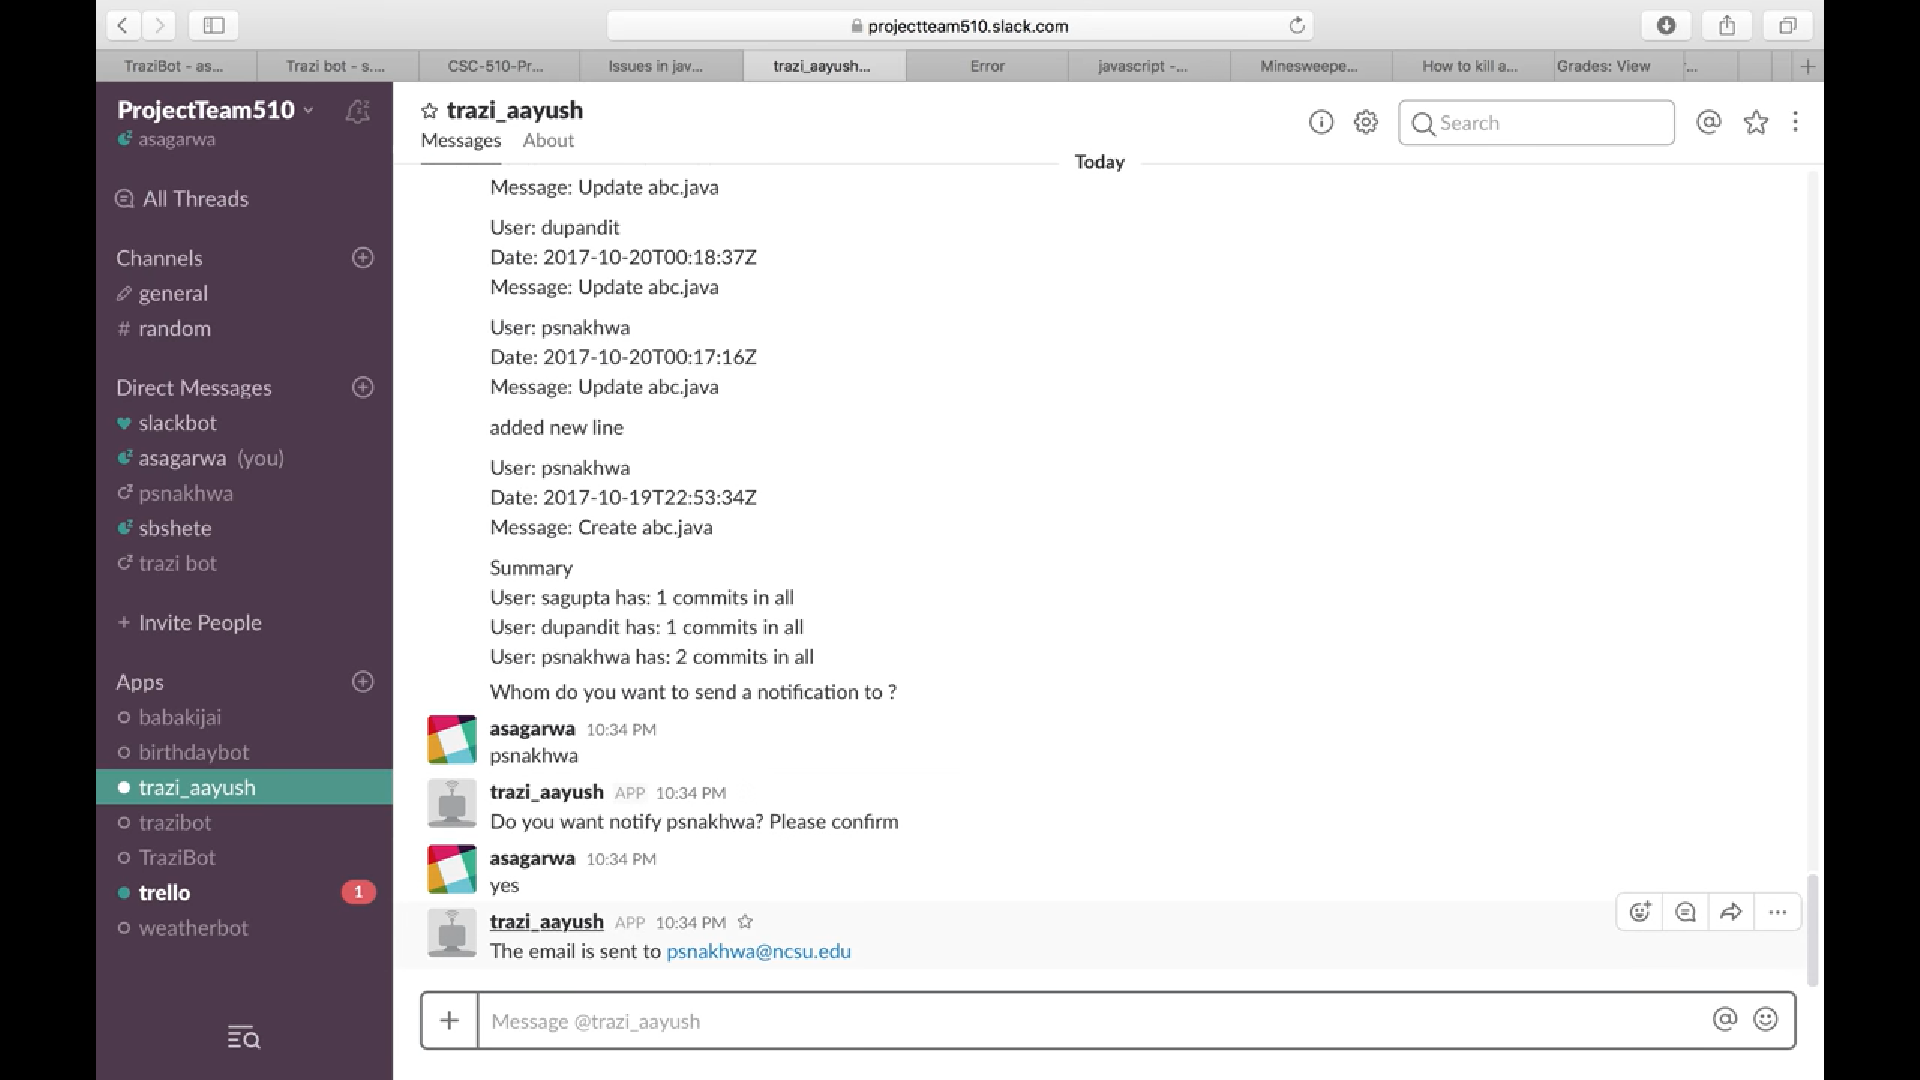 projectteam510.slack.com
TraziBot - as...
Trazi bot - s....
CSC-510-Pr...
Issues in jav...
trazi_aayush...
Error
javascript -...
Minesweepe...
How to kill a...
Grades: View
ProjectTeam510
asagarwa
All Threads
Channels
general
# random
Direct Messages
slackbot
asagarwa (you)
psnakhwa
sbshete
trazi bot
+ Invite People
Apps
babakijai
birthdaybot
trazi_aayush
trazibot
TraziBot
trello 1
weatherbot
trazi_aayush
Messages About
Search
Today
Message: Update abc.java
User: dupandit
Date: 2017-10-20T00:18:37Z
Message: Update abc.java
User: psnakhwa
Date: 2017-10-20T00:17:16Z
Message: Update abc.java
added new line
User: psnakhwa
Date: 2017-10-19T22:53:34Z
Message: Create abc.java
Summary
User: sagupta has: 1 commits in all
User: dupandit has: 1 commits in all
User: psnakhwa has: 2 commits in all
Whom do you want to send a notification to ?
asagarwa 10:34 PM
psnakhwa
trazi_aayush APP 10:34 PM
Do you want notify psnakhwa? Please confirm
asagarwa 10:34 PM
yes
trazi_aayush APP 10:34 PM
The email is sent to psnakhwa@ncsu.edu
Message @trazi_aayush